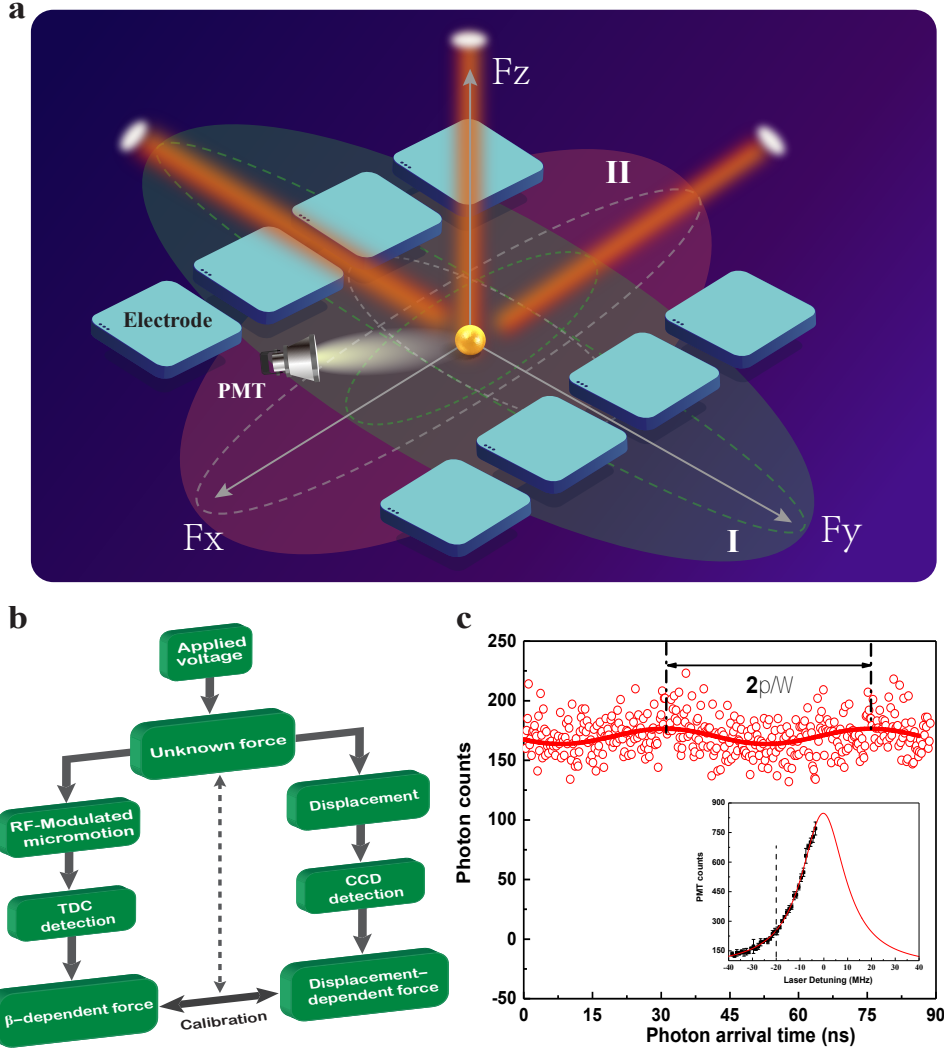 a
Fz
II
Electrode
PMT
Fx
I
Fy
b
Applied
voltage
Unknown force
RF-Modulated
micromotion
Displacement
TDC
detection
CCD
detection
β-dependent force
Displacement-
dependent force
Calibration
c
250
200
150
100
50
0
-50
Photon counts
2p/W
0
15
30
45
60
75
90
Photon arrival time (ns)
900
750
600
450
300
150
PMT counts
-40
-30
-20
-10
0
10
20
30
40
Laser Detuning (MHz)